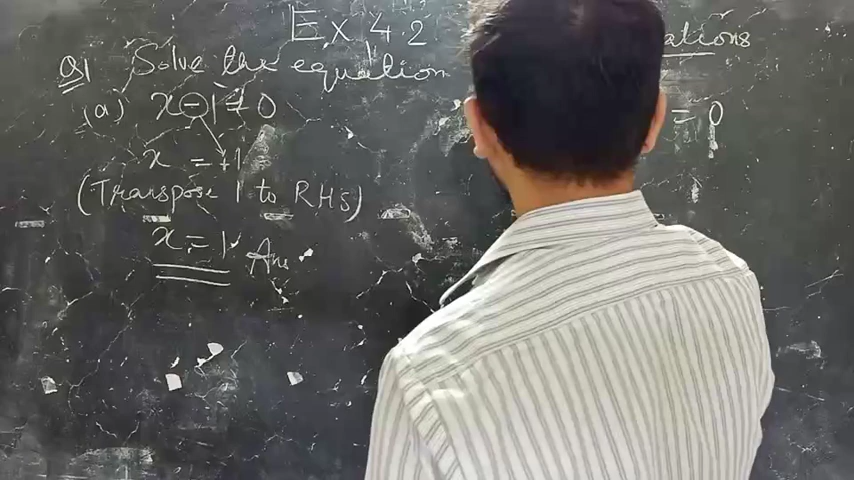 Ex 4.2
ations
Q1 Solve the equation
(a) x - 1 = 0
= 0
x = +1
(Transpose 1 to RHS)
x = 1 Ans